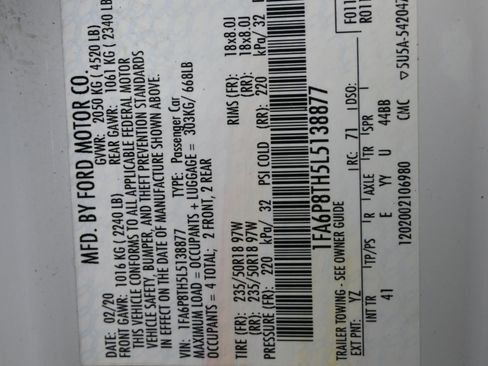 MFD. BY FORD MOTOR CO.
DATE: 02/20 GVWR: 2050 KG (4520 LB)
FRONT GAWR: 1016 KG (2240 LB) REAR GAWR: 1061 KG (2340 LB)
THIS VEHICLE CONFORMS TO ALL APPLICABLE FEDERAL MOTOR
VEHICLE SAFETY, BUMPER, AND THEFT PREVENTION STANDARDS
IN EFFECT ON THE DATE OF MANUFACTURE SHOWN ABOVE.
VIN: 1FA6P8TH5L5138877 TYPE: Passenger Car
MAXIMUM LOAD = OCCUPANTS + LUGGAGE = 303KG/ 668LB
OCCUPANTS = 4 TOTAL; 2 FRONT, 2 REAR
TIRE (FR): 235/50R18 97W RIMS (FR): 18x8.0J
(RR): 235/50R18 97W (RR): 18x8.0J
PRESSURE (FR): 220 kPa/ 32 PSI COLD (RR): 220 kPa/ 32
1FA6P8TH5L5138877
TRAILER TOWING - SEE OWNER GUIDE
EXT PNT: YZ RC: 71 DSO:
INT TR TP/PS R AXLE TR SPR
41 E YY U 44BB
1202002106980 CMC